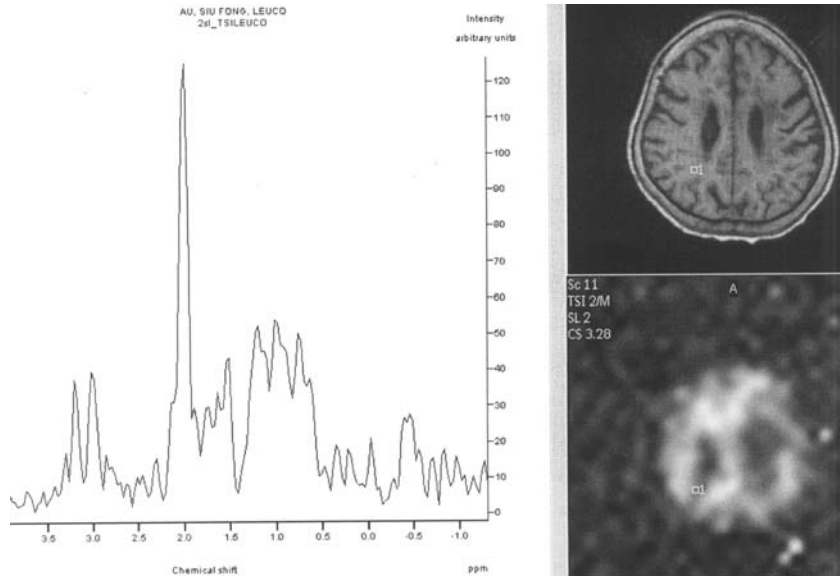 AU, SIU FONG, LEUCO
2sl_TSILEUCO
Intensity
arbitrary units
120
110
100
90
80
70
60
50
40
30
20
10
0
3.5 3.0 2.5 2.0 1.5 1.0 0.5 0.0 -0.5 -1.0
Chemical shift ppm
1
Sc 11
TSI 2/M
SL 2
CS 3.28
A
1